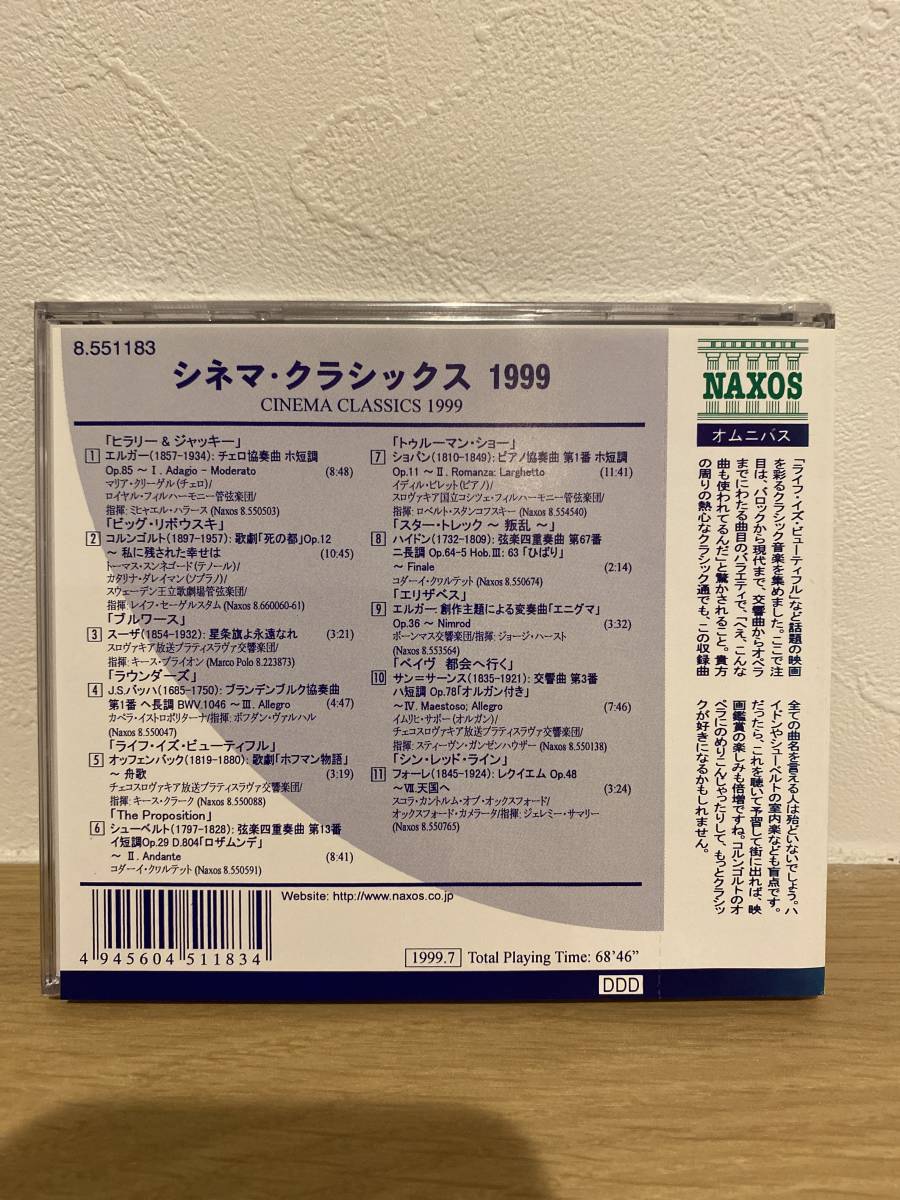 8.551183
シネマ・クラシックス 1999
CINEMA CLASSICS 1999
「ヒラリー & ジャッキー」
1 エルガー(1857-1934): チェロ協奏曲 ホ短調
Op.85 ～ I. Adagio - Moderato (8:48)
マリア・クリーゲル(チェロ)/
ロイヤル・フィルハーモニー管弦楽団/
指揮: ミヒャエル・ハラース (Naxos 8.550503)
「ビッグ・リボウスキ」
2 コルンゴルト(1897-1957): 歌劇「死の都」Op.12
～ 私に残された幸せは (10:45)
トーマス・スンネゴード(テノール)/
カタリナ・ダレイマン(ソプラノ)/
スウェーデン王立歌劇場管弦楽団/
指揮: レイフ・セーゲルスタム (Naxos 8.660060-61)
「ブルワース」
3 スーザ(1854-1932): 星条旗よ永遠なれ (3:21)
スロヴァキア放送ブラティスラヴァ交響楽団/
指揮: キース・ブライオン (Marco Polo 8.223873)
「ラウンダーズ」
4 J.S.バッハ(1685-1750): ブランデンブルク協奏曲
第1番 ヘ長調 BWV.1046 ～ III. Allegro (4:47)
カペラ・イストロポリターナ/指揮: ボフダン・ヴァルハル
(Naxos 8.550047)
「ライフ・イズ・ビューティフル」
5 オッフェンバック(1819-1880): 歌劇「ホフマン物語」
～ 舟歌 (3:19)
チェコスロヴァキア放送ブラティスラヴァ交響楽団/
指揮: キース・クラーク (Naxos 8.550088)
「The Proposition」
6 シューベルト(1797-1828): 弦楽四重奏曲 第13番
イ短調Op.29 D.804「ロザムンデ」
～ II. Andante (8:41)
コダーイ・クヮルテット (Naxos 8.550591)
「トゥルーマン・ショー」
7 ショパン(1810-1849): ピアノ協奏曲 第1番 ホ短調
Op.11 ～ II. Romanza: Larghetto (11:41)
イディル・ビレット(ピアノ)/
スロヴァキア国立コシツェ・フィルハーモニー管弦楽団/
指揮: ロベルト・スタンコフスキー (Naxos 8.554540)
「スター・トレック ～ 叛乱 ～」
8 ハイドン(1732-1809): 弦楽四重奏曲 第67番
ニ長調 Op.64-5 Hob.III: 63 「ひばり」
～ Finale (2:14)
コダーイ・クヮルテット (Naxos 8.550674)
「エリザベス」
9 エルガー: 創作主題による変奏曲「エニグマ」
Op.36 ～ Nimrod (3:32)
ボーンマス交響楽団/指揮: ジョージ・ハースト
(Naxos 8.553564)
「ベイヴ 都会へ行く」
10 サン=サーンス(1835-1921): 交響曲 第3番
ハ短調 Op.78「オルガン付き」
～IV. Maestoso; Allegro (7:46)
イムリヒ・サボー (オルガン)/
チェコスロヴァキア放送ブラティスラヴァ交響楽団/
指揮: スティーヴン・ガンゼンハウザー (Naxos 8.550138)
「シン・レッド・ライン」
11 フォーレ(1845-1924): レクイエム Op.48
～VII.天国へ (3:24)
スコラ・カントルム・オブ・オックスフォード/
オックスフォード・カメラータ/指揮: ジェレミー・サマリー
(Naxos 8.550765)
Website: http://www.naxos.co.jp
4 945604 511834
1999.7 Total Playing Time: 68'46”
DDD
NAXOS
オムニバス
「ライフ・イズ・ビューティフル」など話題の映画
を彩るクラシック音楽を集めました。ここで注
目は、バロックから現代まで、交響曲からオペラ
までにわたる曲目のバラエティで、「へえ、こんな
曲も使われてるんだ」と驚かされること。貴方
の周りの熱心なクラシック通でも、この収録曲
全ての曲名を言える人は殆どいないでしょう。ハ
イドンやシューベルトの室内楽なども盲点です。
だったら、これを聴いて予習して街に出れば、映
画鑑賞の楽しみも倍増ですね。コルンゴルトのオ
ペラにのめりこんじゃったりして、もっとクラシッ
クが好きになるかもしれません。